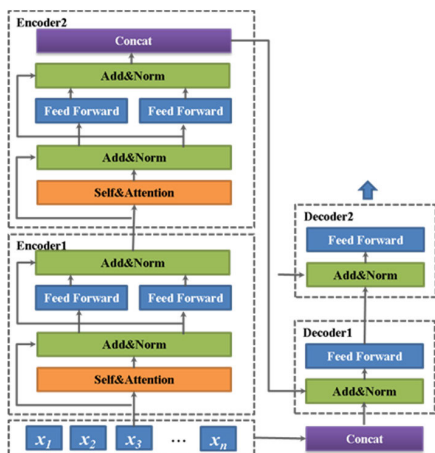 Encoder2
Concat
Add&Norm
Feed Forward Feed Forward
Add&Norm
Self&Attention
Encoder1
Add&Norm
Feed Forward Feed Forward
Add&Norm
Self&Attention
x1 x2 x3 ... xn
Decoder2
Feed Forward
Add&Norm
Decoder1
Feed Forward
Add&Norm
Concat